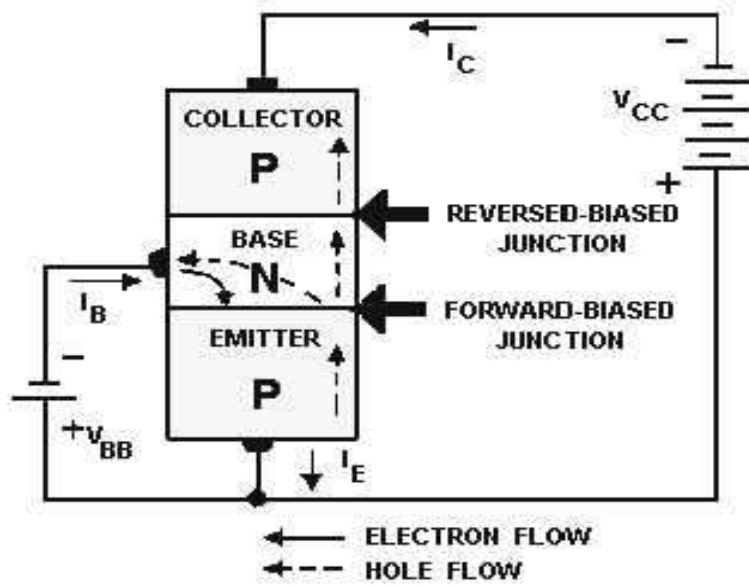 I C
−
COLLECTOR
V CC
P
+
REVERSED-BIASED
JUNCTION
BASE
N
I B
FORWARD-BIASED
JUNCTION
EMITTER
−
P
+ V BB
I E
ELECTRON FLOW
HOLE FLOW